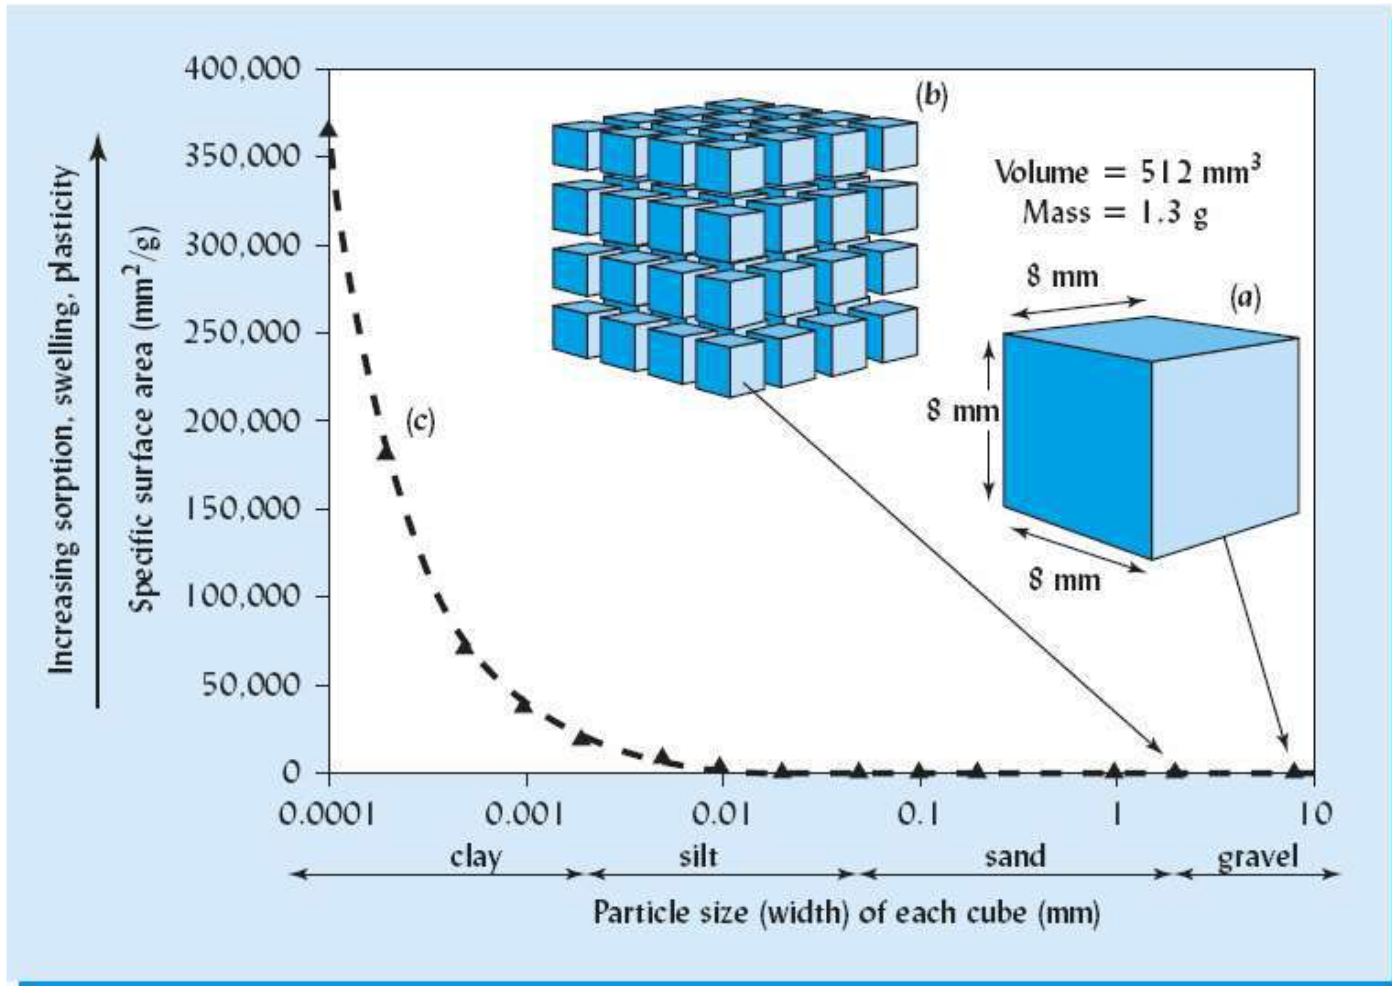 400,000
350,000
300,000
250,000
200,000
150,000
100,000
50,000
0
Increasing sorption, swelling, plasticity
Specific surface area (mm²/g)
(b)
Volume = 512 mm³
Mass = 1.3 g
8 mm
(a)
8 mm
8 mm
(c)
0.0001 0.001 0.01 0.1 1 10
clay silt sand gravel
Particle size (width) of each cube (mm)